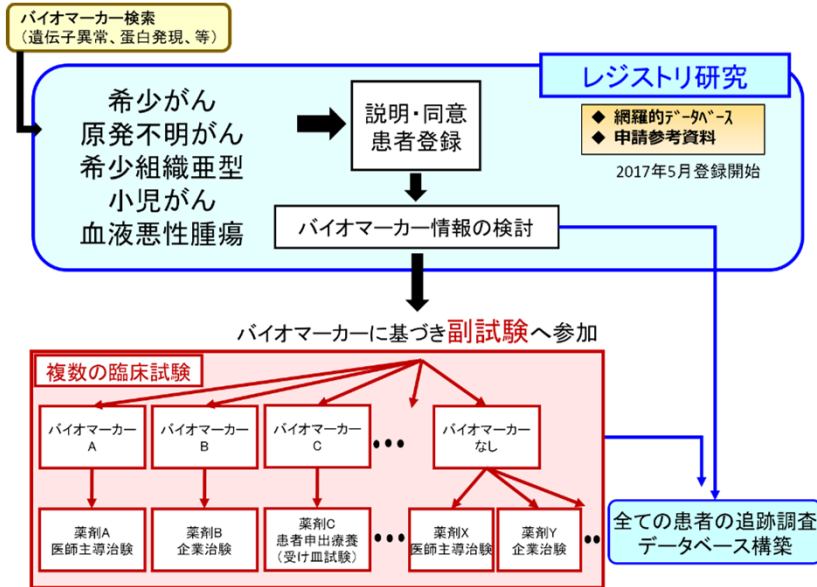 バイオマーカー検索
（遺伝子異常、蛋白発現、等）
レジストリ研究
希少がん
原発不明がん
希少組織亜型
小児がん
血液悪性腫瘍
説明・同意
患者登録
◆ 網羅的ﾃﾞｰﾀﾍﾞｰｽ
◆ 申請参考資料
2017年5月登録開始
バイオマーカー情報の検討
バイオマーカーに基づき副試験へ参加
複数の臨床試験
バイオマーカー
A
バイオマーカー
B
バイオマーカー
C
•••
バイオマーカー
なし
薬剤A
医師主導治験
薬剤B
企業治験
薬剤C
患者申出療養
（受け皿試験）
•••
薬剤X
医師主導治験
薬剤Y
企業治験
••
全ての患者の追跡調査
データベース構築